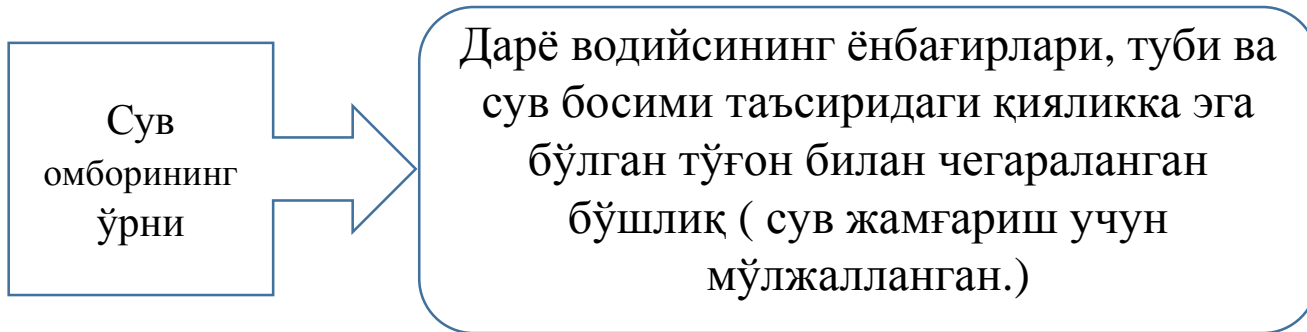 Сув
омборининг
ўрни
Дарё водийсининг ёнбағирлари, туби ва
сув босими таъсиридаги қияликка эга
бўлган тўғон билан чегараланган
бўшлиқ ( сув жамғариш учун
мўлжалланган.)